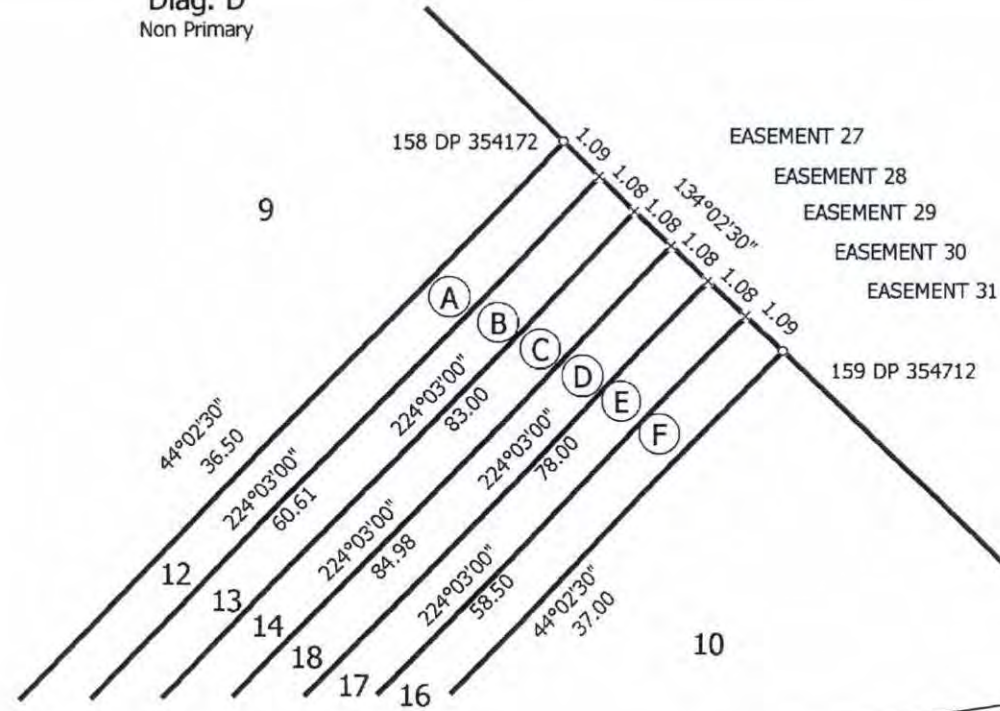 Diag. D
Non Primary
158 DP 354172
1.09
1.08
1.08
1.08
1.08
1.09
134°02'30"
EASEMENT 27
EASEMENT 28
EASEMENT 29
EASEMENT 30
EASEMENT 31
159 DP 354712
9
A
B
C
D
E
F
44°02'30"
36.50
224°03'00"
60.61
224°03'00"
83.00
224°03'00"
84.98
224°03'00"
78.00
224°03'00"
58.50
44°02'30"
37.00
12
13
14
18
17
16
10